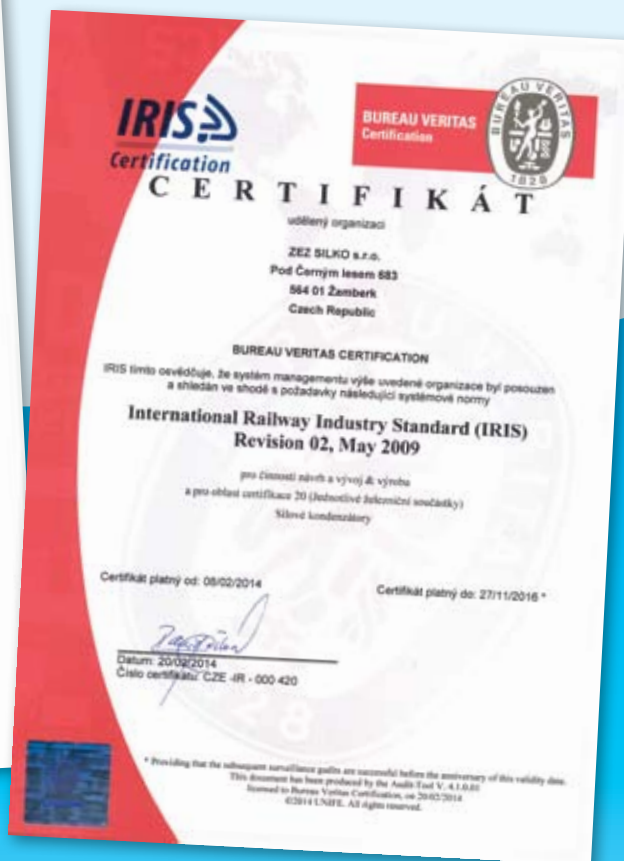 IRIS
Certification
BUREAU VERITAS
Certification
BUREAU VERITAS
1828
CERTIFIKÁT
udělený organizaci
ZEZ SILKO s.r.o.
Pod Černým lesem 683
564 01 Žamberk
Czech Republic
BUREAU VERITAS CERTIFICATION
IRIS tímto osvědčuje, že systém managementu výše uvedené organizace byl posouzen
a shledán ve shodě s požadavky následující systémové normy
International Railway Industry Standard (IRIS)
Revision 02, May 2009
pro činnosti návrh a vývoj & výroba
a pro oblast certifikace 20 (Jednotlivé železniční součástky)
Silové kondenzátory
Certifikát platný od: 08/02/2014
Certifikát platný do: 27/11/2016 *
Datum: 20/02/2014
Číslo certifikátu: CZE -IR - 000 420
* Providing that the subsequent surveillance audits are successful before the anniversary of this validity date.
This document has been produced by the Audit-Tool V. 4.1.0.01
licensed to Bureau Veritas Certification, on 20/02/2014
©2014 UNIFE. All rights reserved.